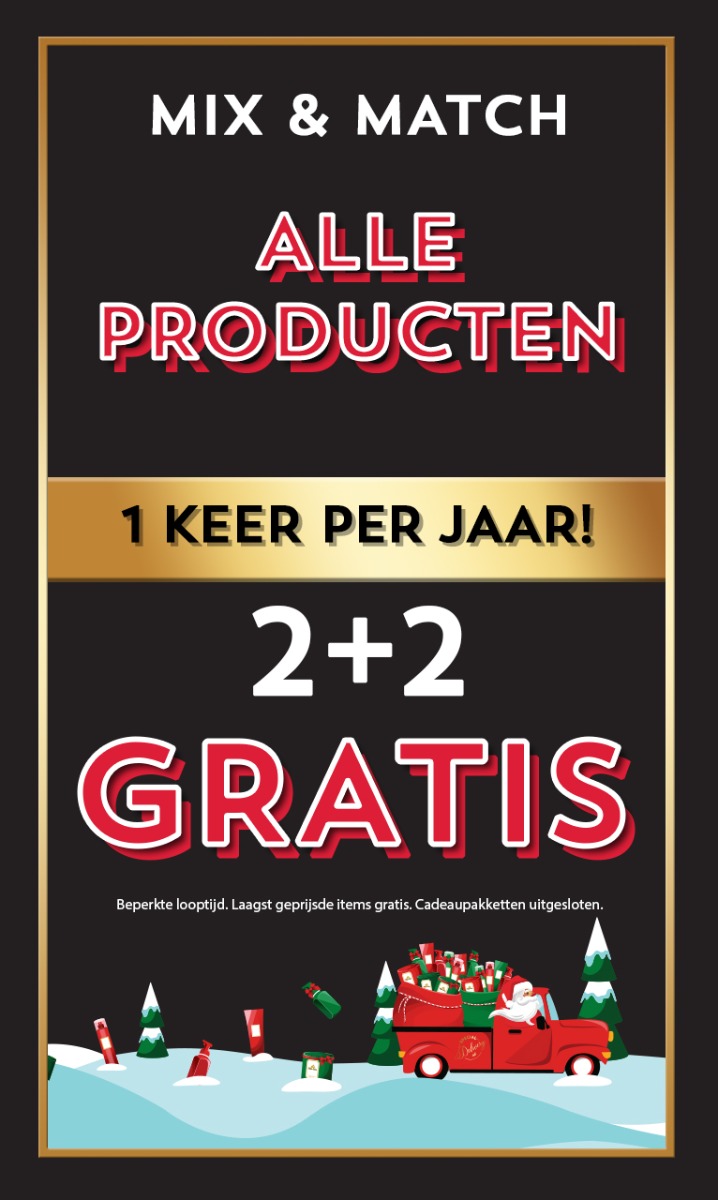 MIX & MATCH
ALLE
PRODUCTEN
1 KEER PER JAAR!
2+2
GRATIS
Beperkte looptijd. Laagst geprijsde items gratis. Cadeaupakketten uitgesloten.